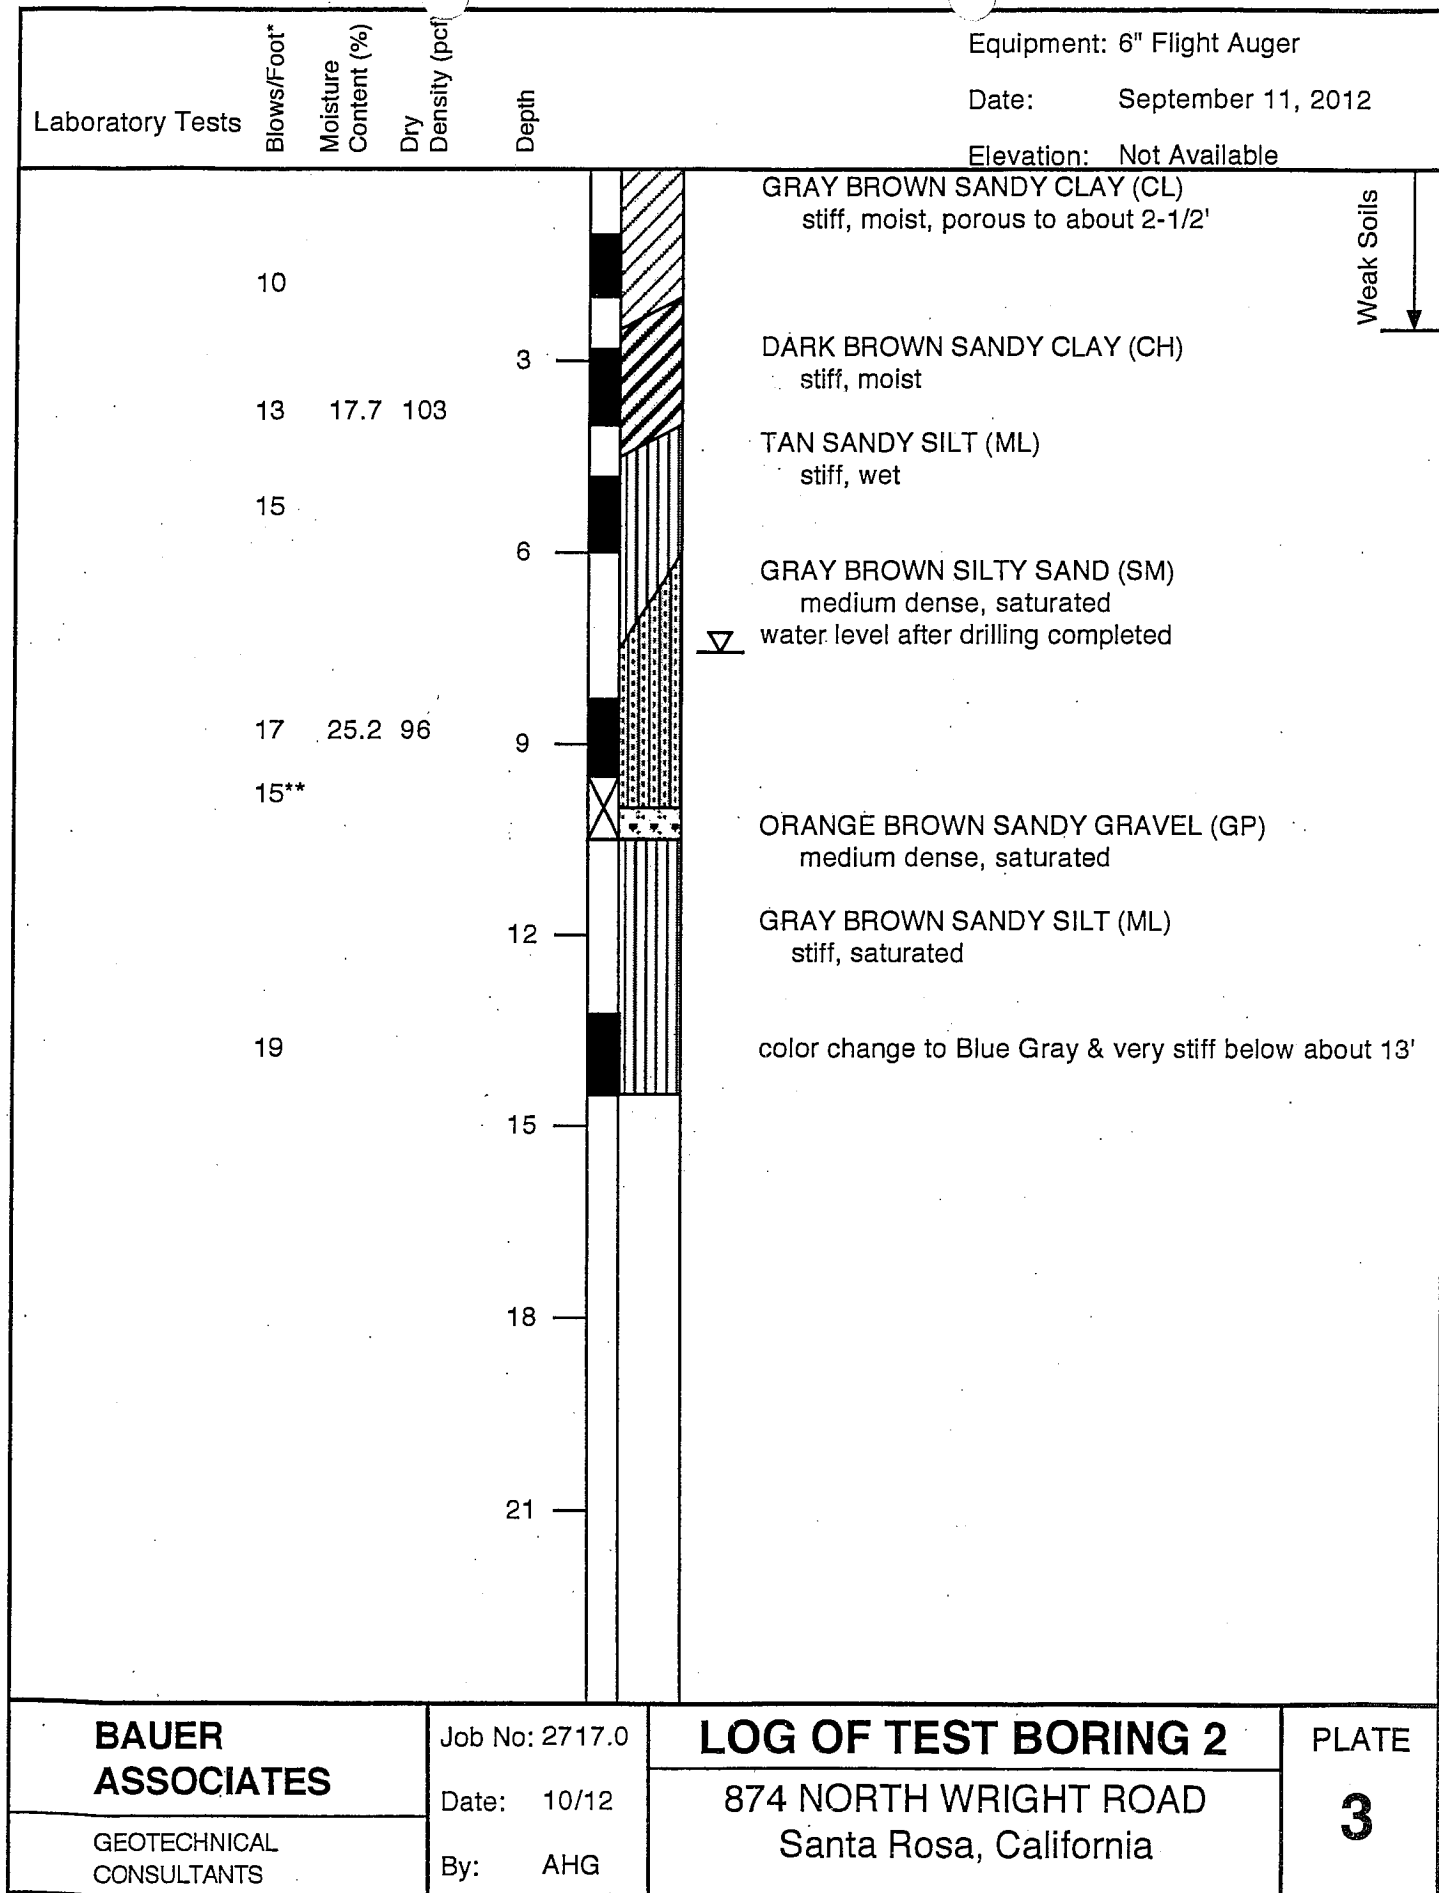 Laboratory Tests
Blows/Foot*
Moisture
Content (%)
Dry
Density (pcf)
Depth
Equipment: 6" Flight Auger
Date: September 11, 2012
Elevation: Not Available
GRAY BROWN SANDY CLAY (CL)
stiff, moist, porous to about 2-1/2'
Weak Soils
10
3
DARK BROWN SANDY CLAY (CH)
stiff, moist
13 17.7 103
TAN SANDY SILT (ML)
stiff, wet
15
6
GRAY BROWN SILTY SAND (SM)
medium dense, saturated
water level after drilling completed
17 25.2 96
9
15**
ORANGE BROWN SANDY GRAVEL (GP)
medium dense, saturated
GRAY BROWN SANDY SILT (ML)
12
stiff, saturated
19
color change to Blue Gray & very stiff below about 13'
15
18
21
BAUER
ASSOCIATES
GEOTECHNICAL
CONSULTANTS
Job No: 2717.0
Date: 10/12
By: AHG
LOG OF TEST BORING 2
874 NORTH WRIGHT ROAD
Santa Rosa, California
PLATE
3